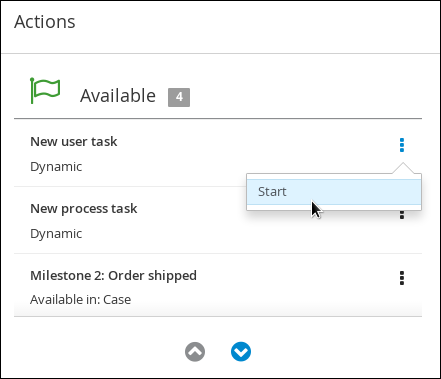 Actions
Available 4
New user task
Dynamic
Start
New process task
Dynamic
Milestone 2: Order shipped
Available in: Case